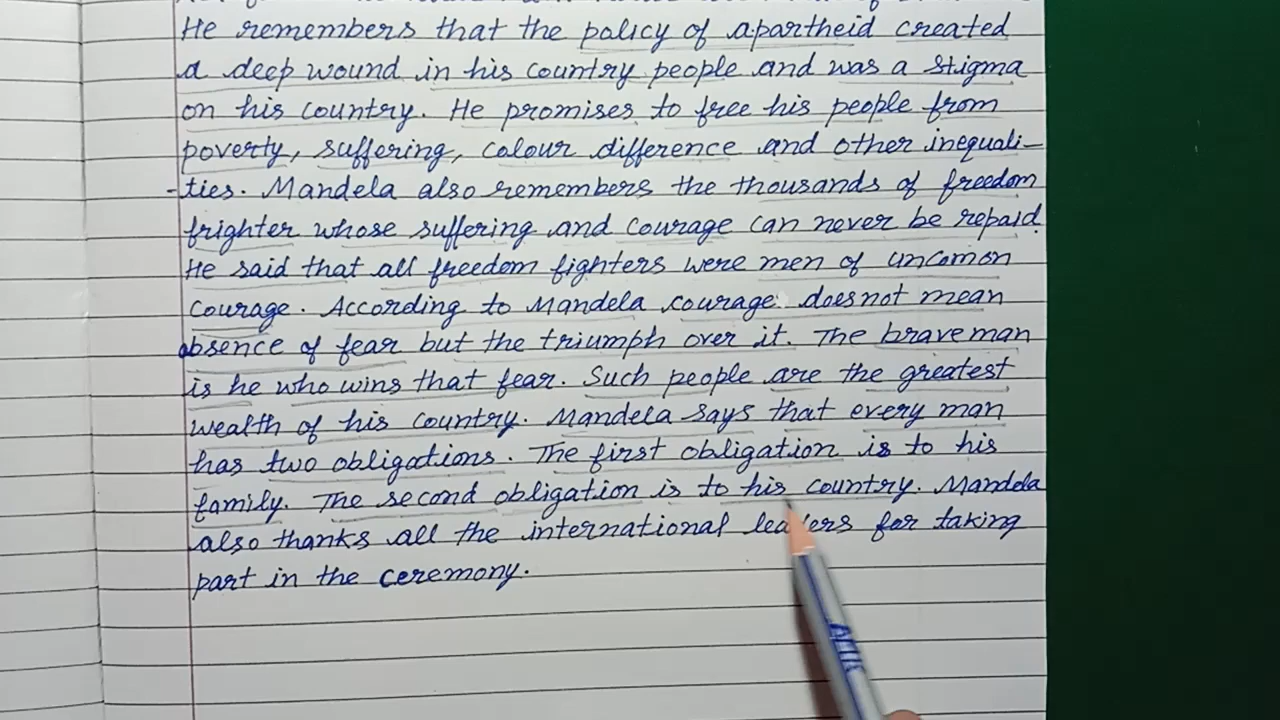 He remembers that the policy of apartheid created
a deep wound in his country people and was a stigma
on his country. He promises to free his people from
poverty, suffering, colour difference and other inequali-
-ties. Mandela also remembers the thousands of freedom
frighter whose suffering and courage can never be repaid.
He said that all freedom fighters were men of uncomon
courage. According to Mandela courage does not mean
absence of fear but the triumph over it. The brave man
is he who wins that fear. Such people are the greatest
wealth of his country. Mandela says that every man
has two obligations. The first obligation is to his
family. The second obligation is to his country. Mandela
also thanks all the international leaders for taking
part in the ceremony.